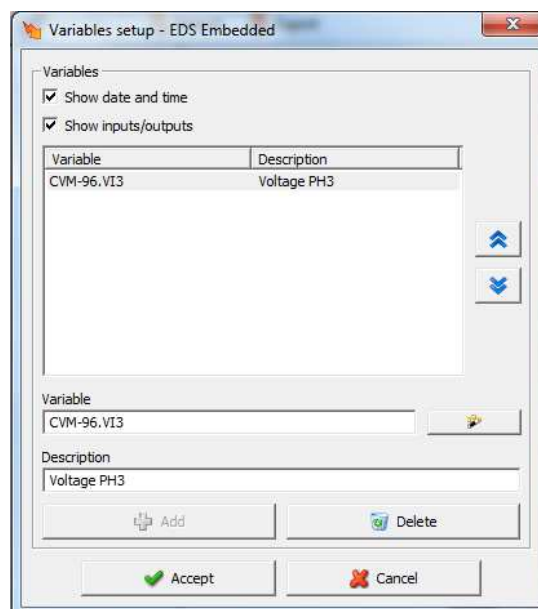 Variables setup - EDS Embedded
Variables
Show date and time
Show inputs/outputs
Variable Description
CVM-96.VI3 Voltage PH3
Variable
CVM-96.VI3
Description
Voltage PH3
Add Delete
Accept Cancel